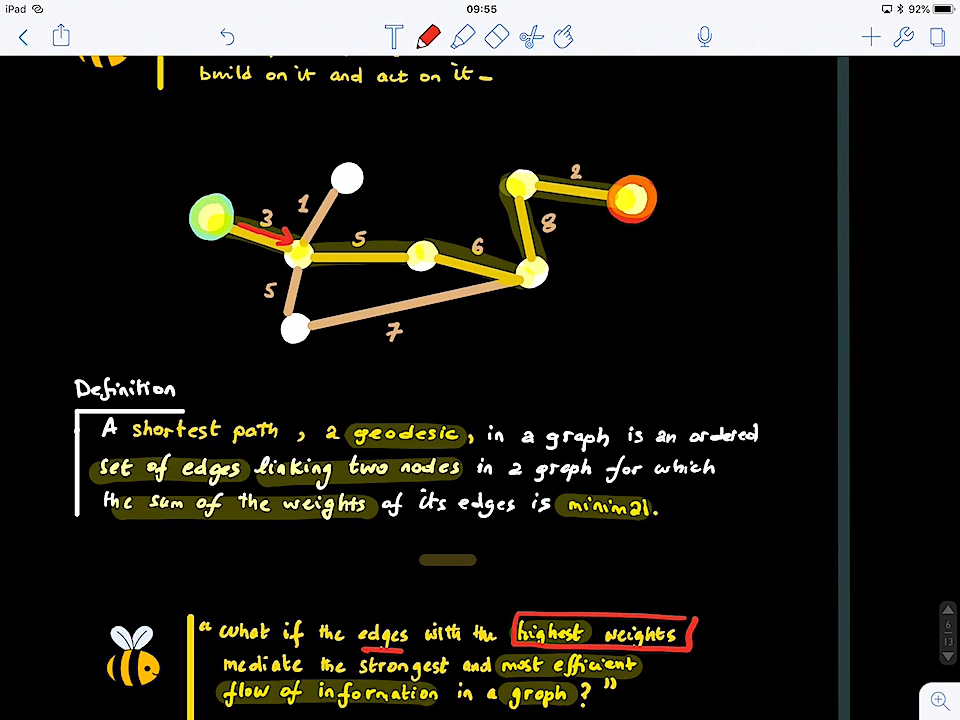 iPad 09:55 92%
T
build on it and act on it -
2
3 1
5 6 8
5
7
Definition
A shortest path, a geodesic, in a graph is an ordered
set of edges linking two nodes in a graph for which
the sum of the weights of its edges is minimal.
6
13
"What if the edges with the highest weights
mediate the strongest and most efficient
flow of information in a graph?"